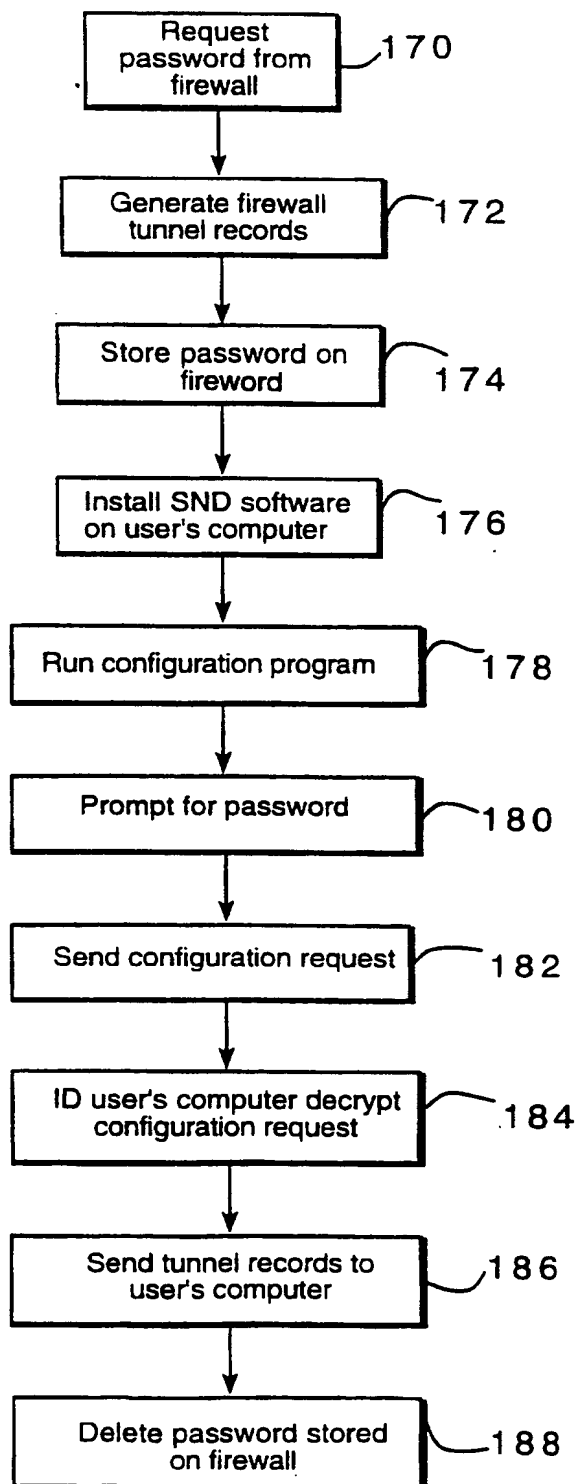 Request
password from
firewall
170
Generate firewall
tunnel records
172
Store password on
fireword
174
Install SND software
on user's computer
176
Run configuration program
178
Prompt for password
180
Send configuration request
182
ID user's computer decrypt
configuration request
184
Send tunnel records to
user's computer
186
Delete password stored
on firewall
188